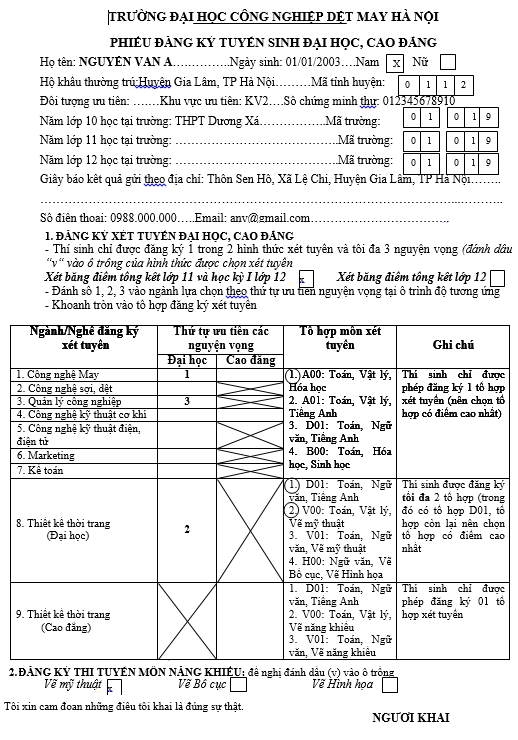 TRƯỜNG ĐẠI HỌC CÔNG NGHIỆP DỆT MAY HÀ NỘI
PHIẾU ĐĂNG KÝ TUYỂN SINH ĐẠI HỌC, CAO ĐẲNG
Họ tên: NGUYỄN VAN A……………Ngày sinh: 01/01/2003….Nam x Nữ
Hộ khẩu thường trú:Huyện Gia Lâm, TP Hà Nội………Mã tỉnh huyện: 0 1 1 2
Đối tượng ưu tiên: …….Khu vực ưu tiên: KV2….Số chứng minh thư: 012345678910
Năm lớp 10 học tại trường: THPT Dương Xá………………….Mã trường: 0 1 0 1 9
Năm lớp 11 học tại trường: ………………………………………Mã trường: 0 1 0 1 9
Năm lớp 12 học tại trường: ………………………………………Mã trường: 0 1 0 1 9
Giấy báo kết quả gửi theo địa chỉ: Thôn Sen Hồ, Xã Lệ Chi, Huyện Gia Lâm, TP Hà Nội……..
………………………………………………………………………………………………
Số điện thoại: 0988.000.000…..Email: anv@gmail.com………………………………………
1. ĐĂNG KÝ XÉT TUYỂN ĐẠI HỌC, CAO ĐẲNG
- Thí sinh chỉ được đăng ký 1 trong 2 hình thức xét tuyển và tối đa 3 nguyện vọng (đánh dấu
"v" vào ô trống của hình thức được chọn xét tuyển
Xét bằng điểm tổng kết lớp 11 và học kỳ I lớp 12 x Xét bằng điểm tổng kết lớp 12
- Đánh số 1, 2, 3 vào ngành lựa chọn theo thứ tự ưu tiên nguyện vọng tại ô trình độ tương ứng
- Khoanh tròn vào tổ hợp đăng ký xét tuyển
Ngành/Nghề đăng ký xét tuyển
Thứ tự ưu tiên các nguyện vọng
Đại học Cao đẳng
Tổ hợp môn xét tuyển
Ghi chú
1. Công nghệ May 1
2. Công nghệ sợi, dệt
3. Quản lý công nghiệp 3
4. Công nghệ kỹ thuật cơ khí
5. Công nghệ kỹ thuật điện,
điện tử
6. Marketing
7. Kế toán
1. A00: Toán, Vật lý,
Hóa học
2. A01: Toán, Vật lý,
Tiếng Anh
3. D01: Toán, Ngữ
văn, Tiếng Anh
4. B00: Toán, Hóa
học, Sinh học
Thí sinh chỉ được
phép đăng ký 1 tổ hợp
xét tuyển (nên chọn tổ
hợp có điểm cao nhất)
8. Thiết kế thời trang
(Đại học)
2
1. D01: Toán, Ngữ
văn, Tiếng Anh
2. V00: Toán, Vật lý,
Vẽ mỹ thuật
3. V01: Toán, Ngữ
văn, Vẽ mỹ thuật
4. H00: Ngữ văn, Vẽ
Bố cục, Vẽ Hình họa
Thí sinh được đăng ký
tối đa 2 tổ hợp (trong
đó có tổ hợp D01, tổ
hợp còn lại nên chọn
tổ hợp có điểm cao
nhất
9. Thiết kế thời trang
(Cao đẳng)
1. D01: Toán, Ngữ
văn, Tiếng Anh
2. V00: Toán, Vật lý,
Vẽ năng khiếu
3. V01: Toán, Ngữ
văn, Vẽ năng khiếu
Thí sinh chỉ được
phép đăng ký 01 tổ
hợp xét tuyển
2.ĐĂNG KÝ THI TUYỂN MÔN NĂNG KHIẾU: đề nghị đánh dấu (v) vào ô trống
Vẽ mỹ thuật x Vẽ Bố cục Vẽ Hình họa
Tôi xin cam đoan những điều tôi khai là đúng sự thật.
NGƯỜI KHAI